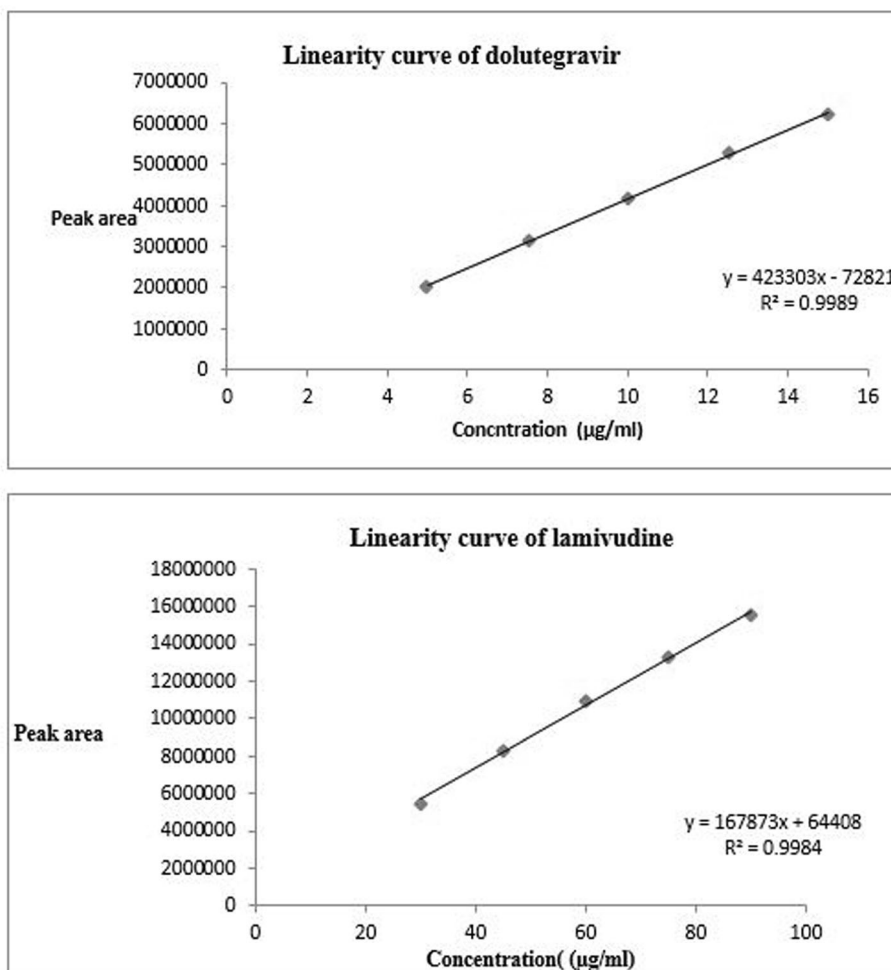 Linearity curve of dolutegravir
7000000
6000000
5000000
Peak area
4000000
3000000
2000000
1000000
0
y = 423303x - 72821
R² = 0.9989
0 2 4 6 8 10 12 14 16
Concntration (µg/ml)
Linearity curve of lamivudine
18000000
16000000
14000000
12000000
10000000
Peak area
8000000
6000000
4000000
2000000
0
y = 167873x + 64408
R² = 0.9984
0 20 40 60 80 100
Concentration( (µg/ml)